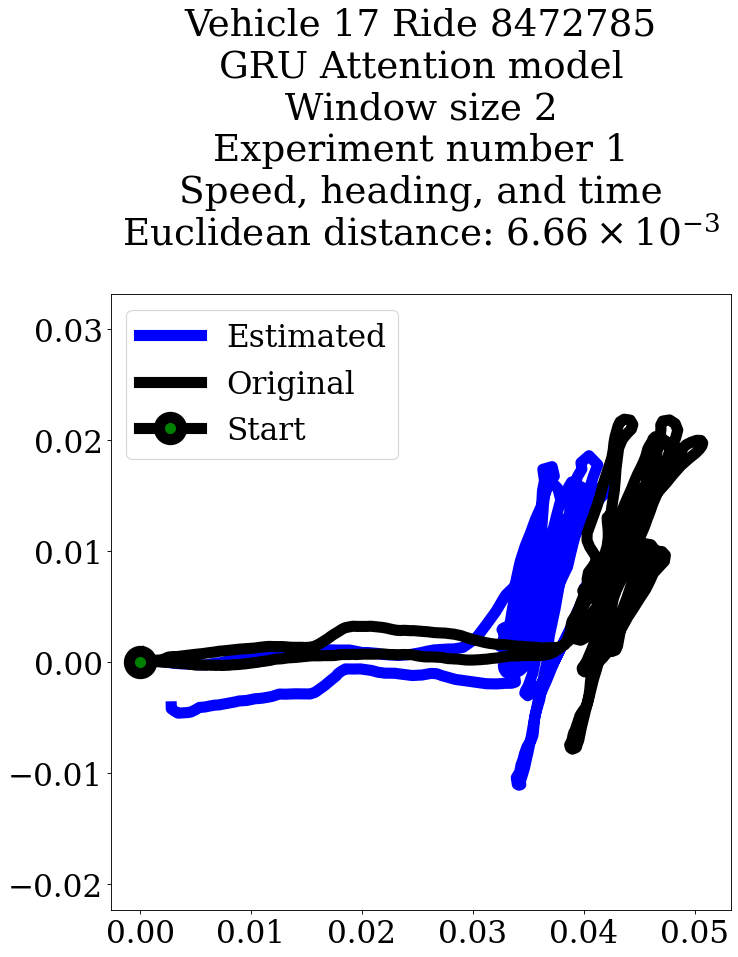 Vehicle 17 Ride 8472785
GRU Attention model
Window size 2
Experiment number 1
Speed, heading, and time
Euclidean distance: 6.66 × 10⁻³
Estimated
Original
Start
0.03
0.02
0.01
0.00
−0.01
−0.02
0.00 0.01 0.02 0.03 0.04 0.05